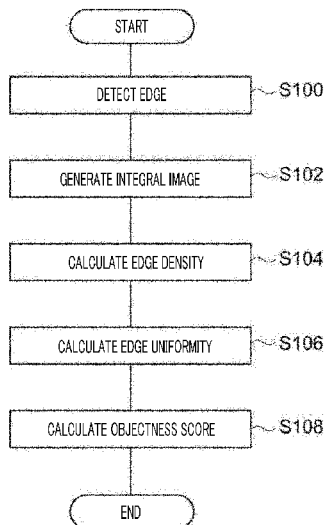 START
DETECT EDGE
S100
GENERATE INTEGRAL IMAGE
S102
CALCULATE EDGE DENSITY
S104
CALCULATE EDGE UNIFORMITY
S106
CALCULATE OBJECTNESS SCORE
S108
END